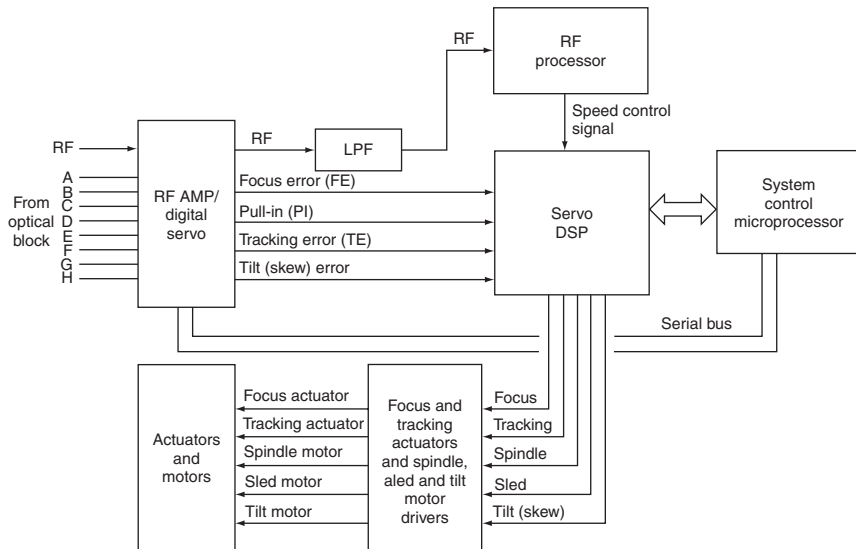 RF
RF
processor
Speed control
signal
RF
RF
LPF
A
B
C
D
E
F
G
H
From
optical
block
RF AMP/
digital
servo
Focus error (FE)
Pull-in (PI)
Tracking error (TE)
Tilt (skew) error
Servo
DSP
System
control
microprocessor
Serial bus
Actuators
and
motors
Focus actuator
Tracking actuator
Spindle motor
Sled motor
Tilt motor
Focus and
tracking
actuators
and spindle,
aled and tilt
motor
drivers
Focus
Tracking
Spindle
Sled
Tilt (skew)